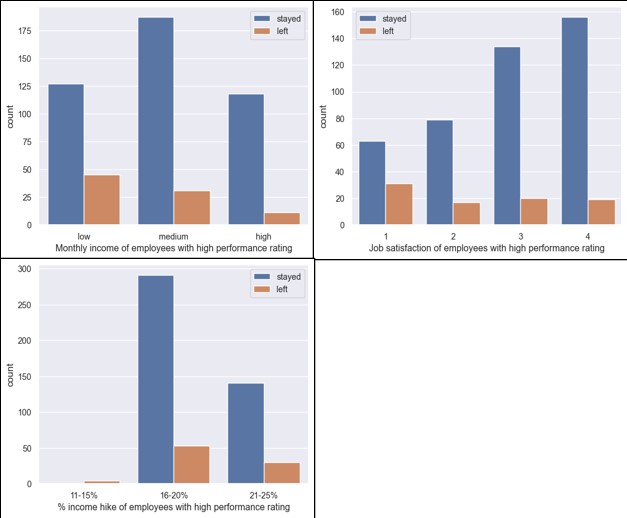 175
150
125
100
75
50
25
0
count
stayed
left
low medium high
Monthly income of employees with high performance rating
160
140
120
100
80
60
40
20
0
count
stayed
left
1 2 3 4
Job satisfaction of employees with high performance rating
300
250
200
150
100
50
0
count
stayed
left
11-15% 16-20% 21-25%
% income hike of employees with high performance rating